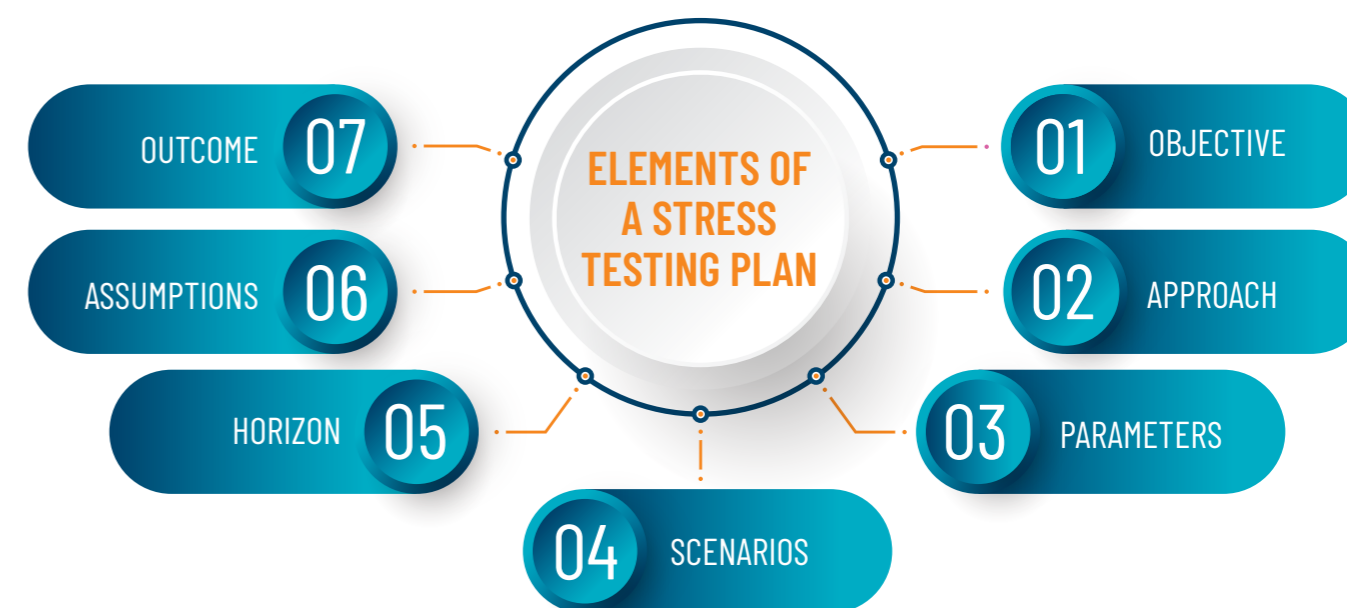 ELEMENTS OF
A STRESS
TESTING PLAN
01 OBJECTIVE
02 APPROACH
03 PARAMETERS
04 SCENARIOS
HORIZON 05
ASSUMPTIONS 06
OUTCOME 07